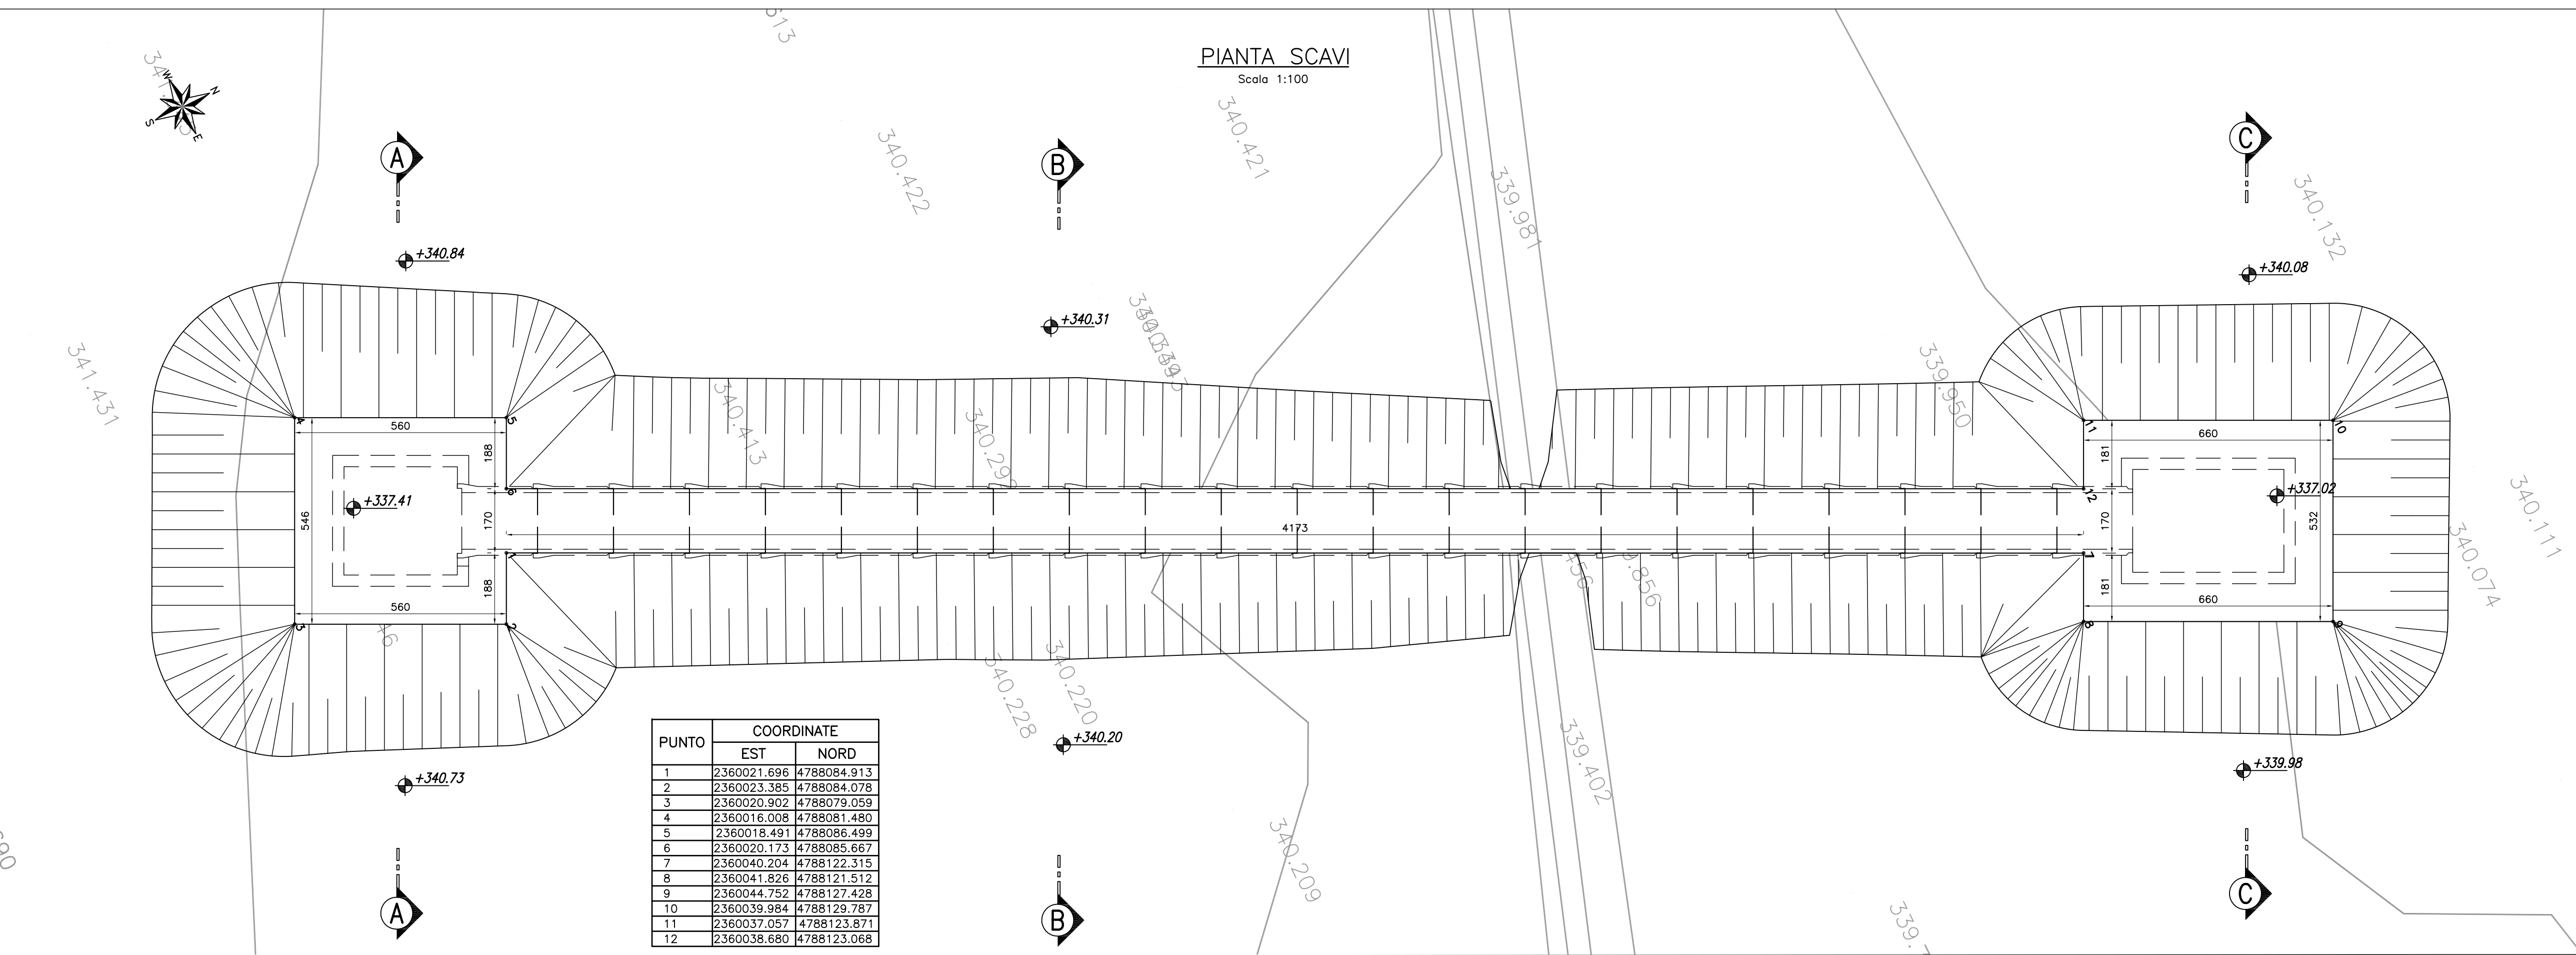 PIANTA SCAVI
Scala 1:100
W
N
S
E
A
B
C
340.422
340.421
339.981
340.132
+340.84
+340.08
+340.31
341.431
340.413
339.950
340.111
340.074
4
560
5
188
11
660
10
181
6
12
+337.41
546
170
4173
170
+337.02
532
1
7
188
181
560
660
3
2
8
9
340.228
340.220
339.402
+340.20
+340.73
+339.98
340.209
PUNTO COORDINATE
EST NORD
1 2360021.696 4788084.913
2 2360023.385 4788084.078
3 2360020.902 4788079.059
4 2360016.008 4788081.480
5 2360018.491 4788086.499
6 2360020.173 4788085.667
7 2360040.204 4788122.315
8 2360041.826 4788121.512
9 2360044.752 4788127.428
10 2360039.984 4788129.787
11 2360037.057 4788123.871
12 2360038.680 4788123.068
A
B
C